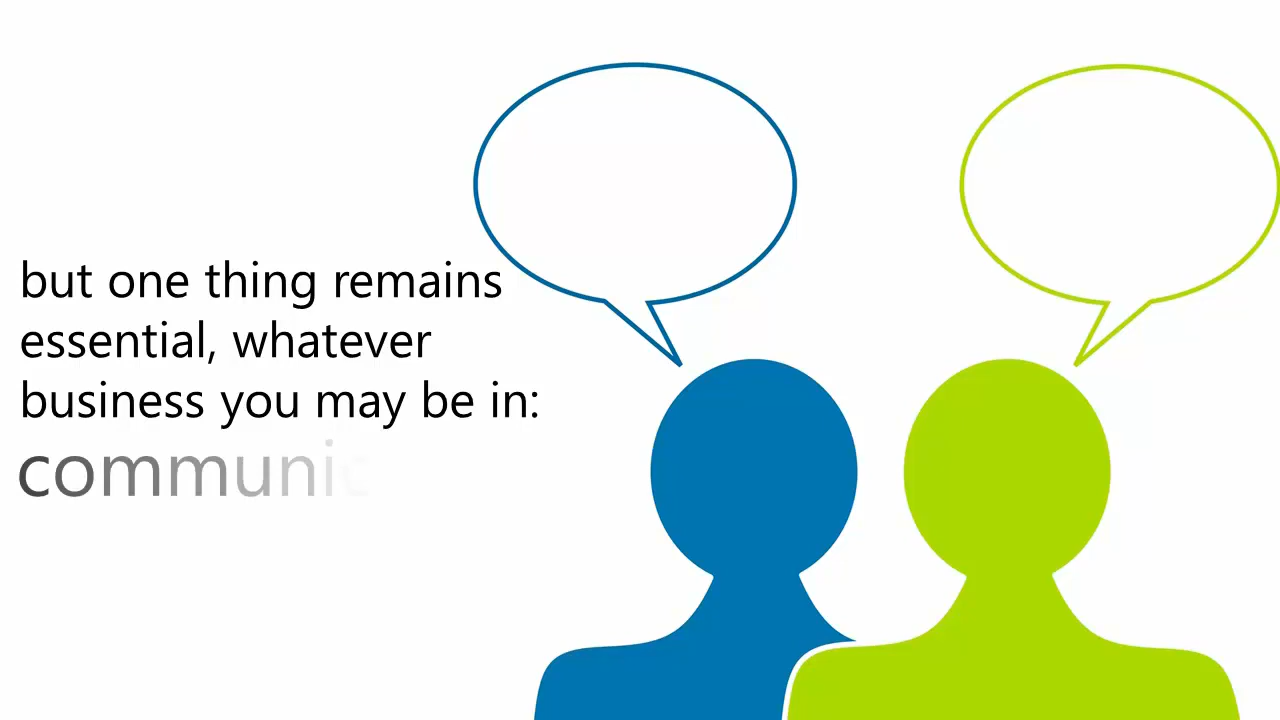 but one thing remains
essential, whatever
business you may be in:
communic